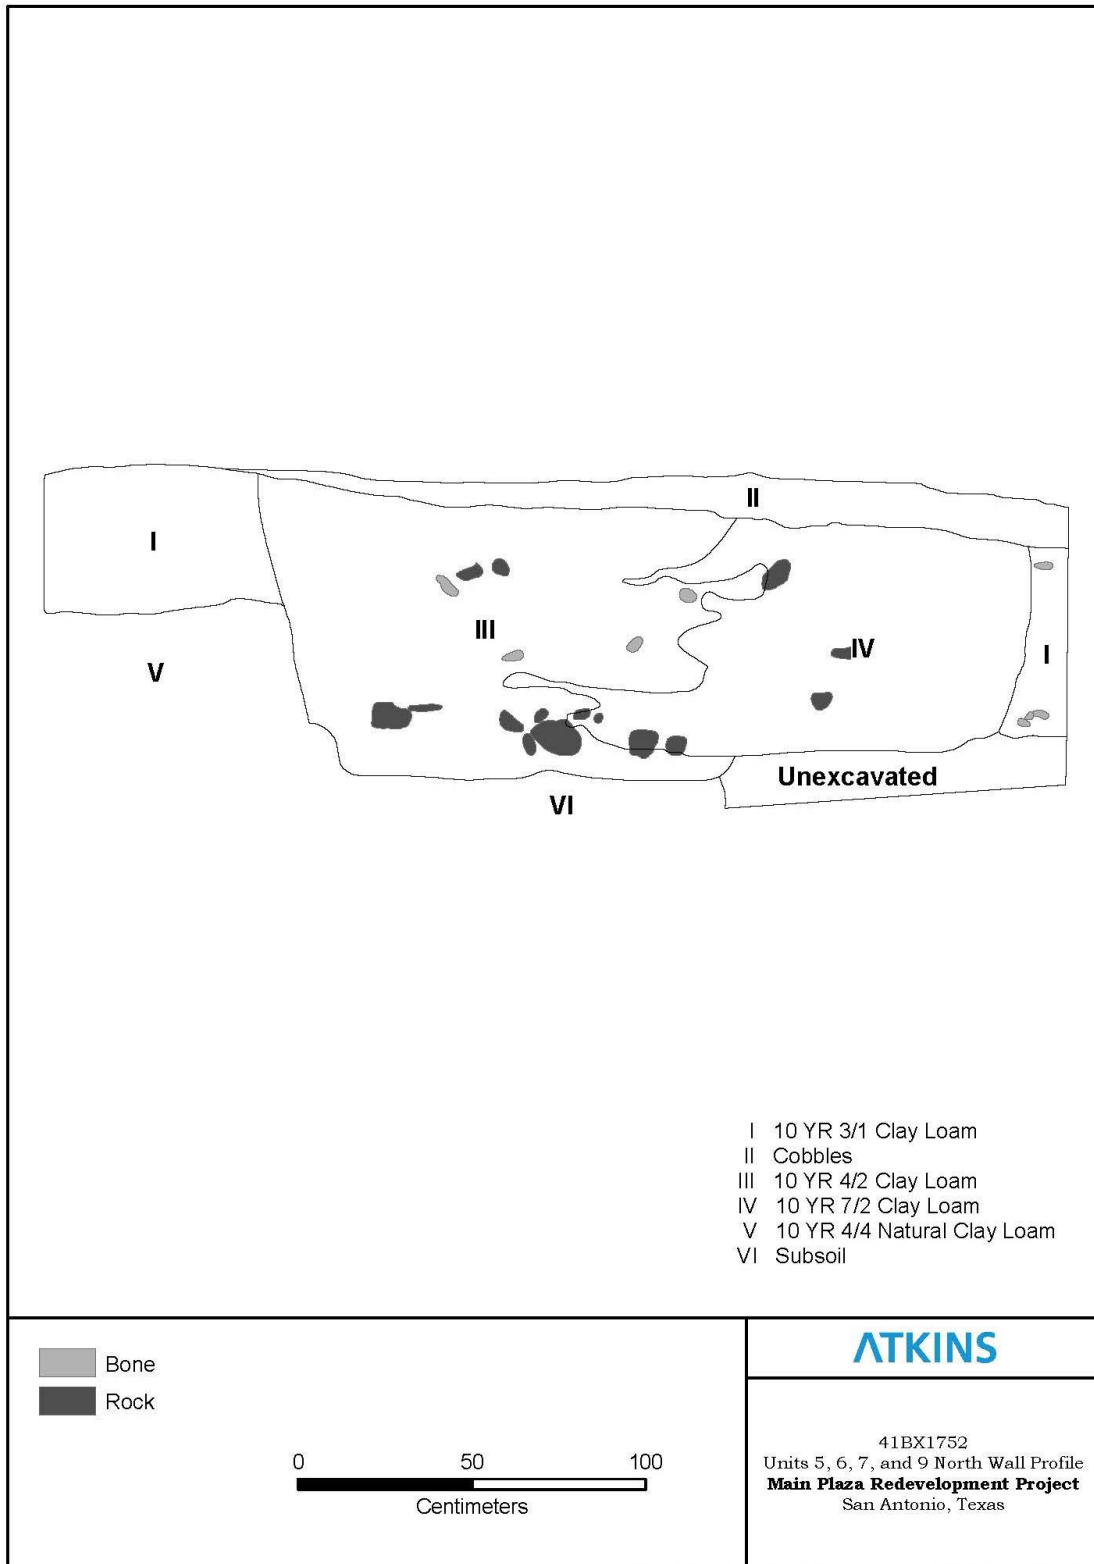 II
I
III
IV
I
V
Unexcavated
VI
I 10 YR 3/1 Clay Loam
II Cobbles
III 10 YR 4/2 Clay Loam
IV 10 YR 7/2 Clay Loam
V 10 YR 4/4 Natural Clay Loam
VI Subsoil
Bone
Rock
0 50 100
Centimeters
ATKINS
41BX1752
Units 5, 6, 7, and 9 North Wall Profile
Main Plaza Redevelopment Project
San Antonio, Texas